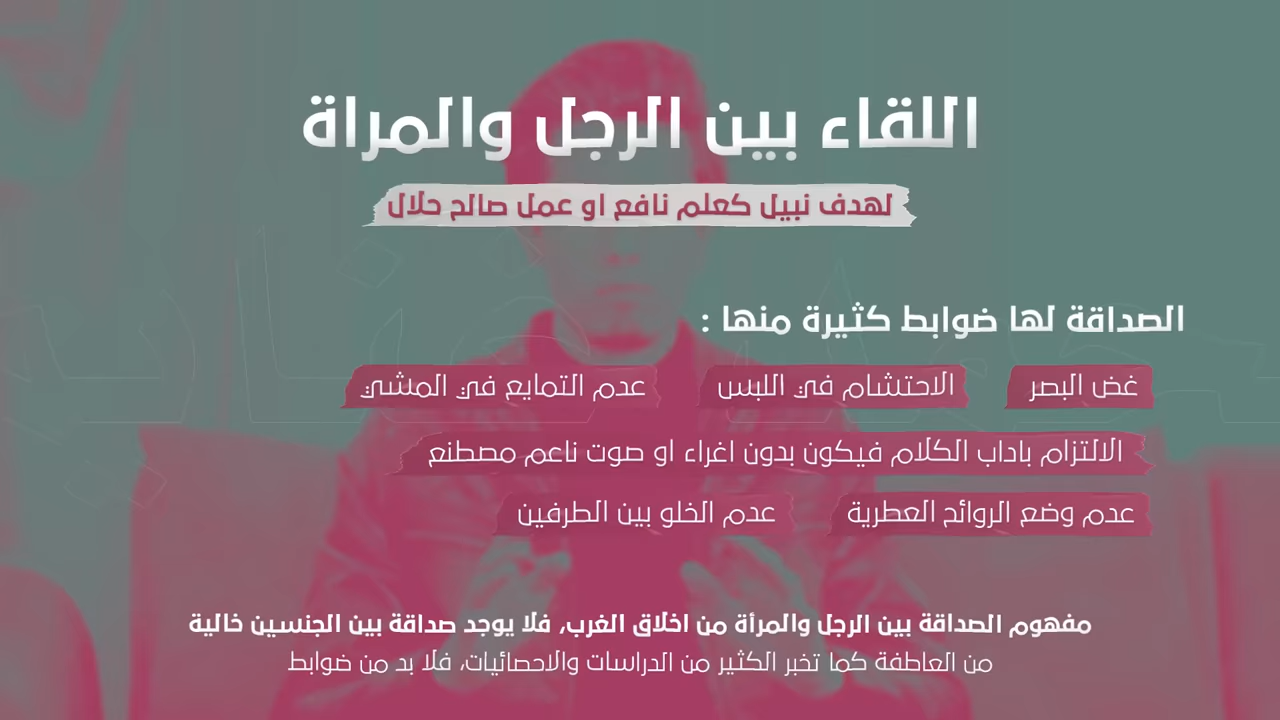 اللقاء بين الرجل والمراة
لهدف نبيل كعلم نافع او عمل صالح حلال
الصداقة لها ضوابط كثيرة منها :
غض البصر
الاحتشام في اللبس
عدم التمايع في المشي
الالتزام باداب الكلام فيكون بدون اغراء او صوت ناعم مصطنع
عدم وضع الروائح العطرية
عدم الخلو بين الطرفين
مفهوم الصداقة بين الرجل والمرأة من اخلاق الغرب، فلا يوجد صداقة بين الجنسين خالية
من العاطفة كما تخبر الكثير من الدراسات والاحصائيات، فلا بد من ضوابط